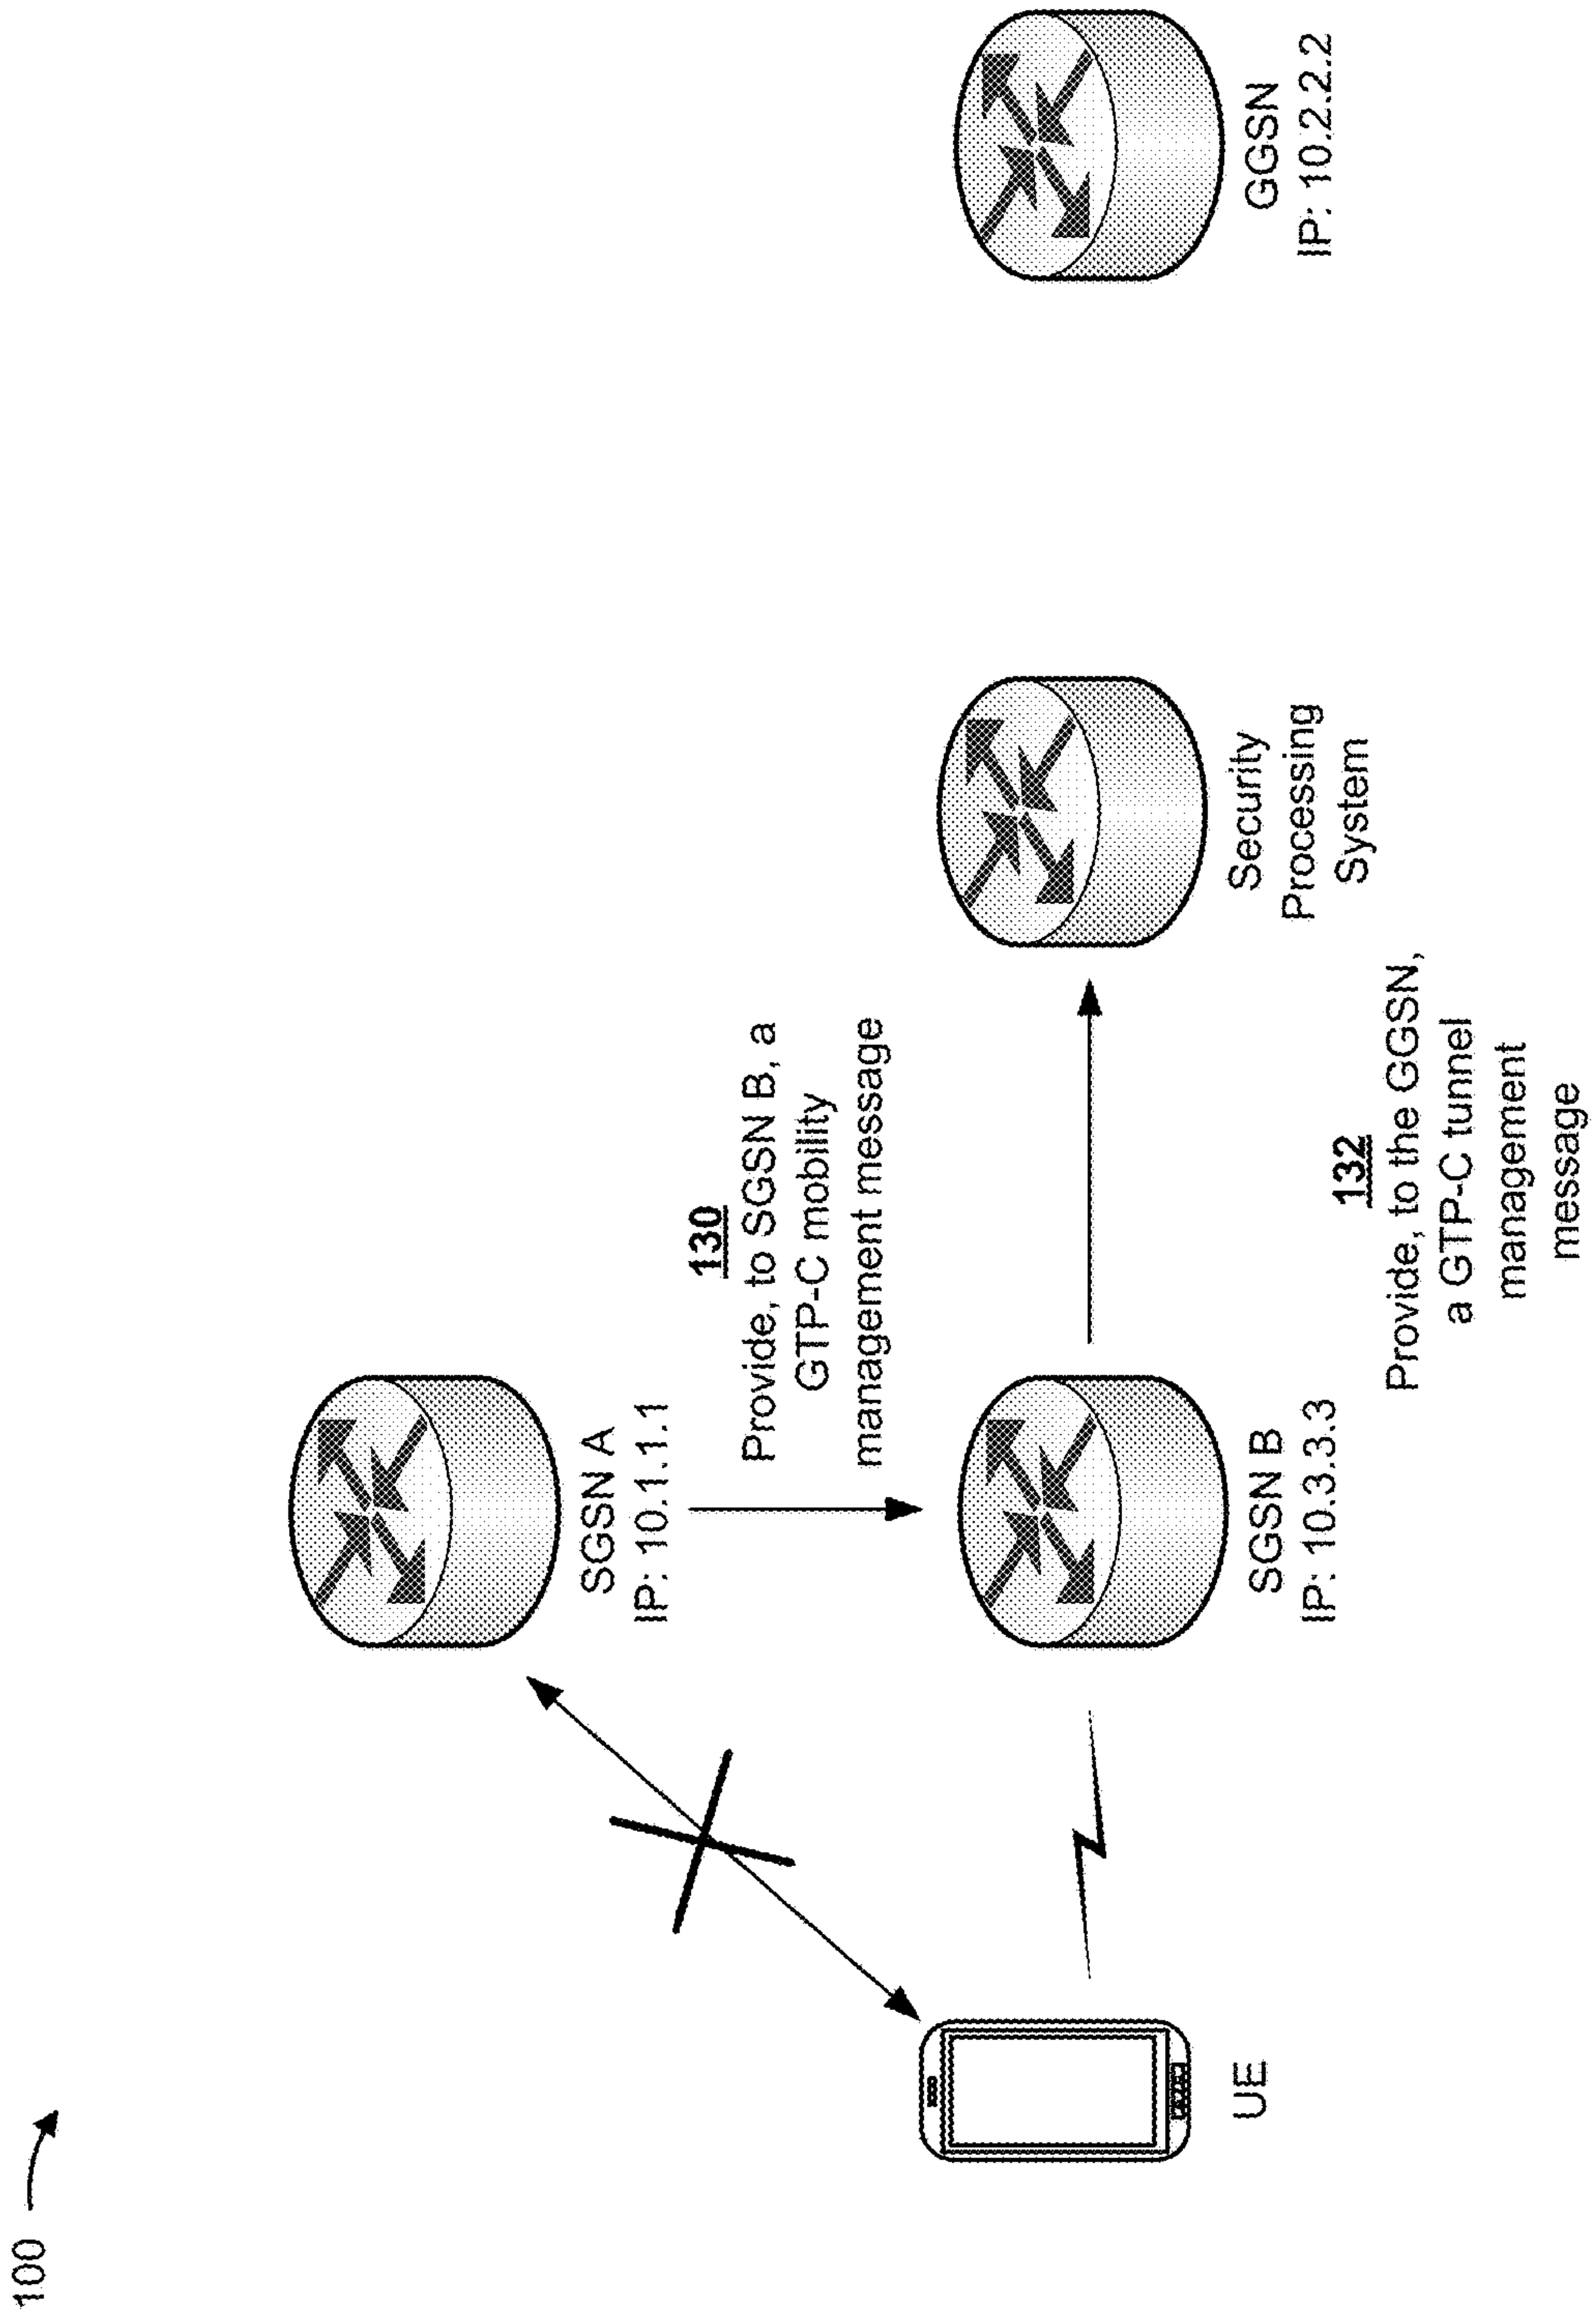 100
SGSN A
IP: 10.1.1.1
130
Provide, to SGSN B, a
GTP-C mobility
management message
UE
SGSN B
IP: 10.3.3.3
132
Provide, to the GGSN,
a GTP-C tunnel
management
message
Security
Processing
System
GGSN
IP: 10.2.2.2